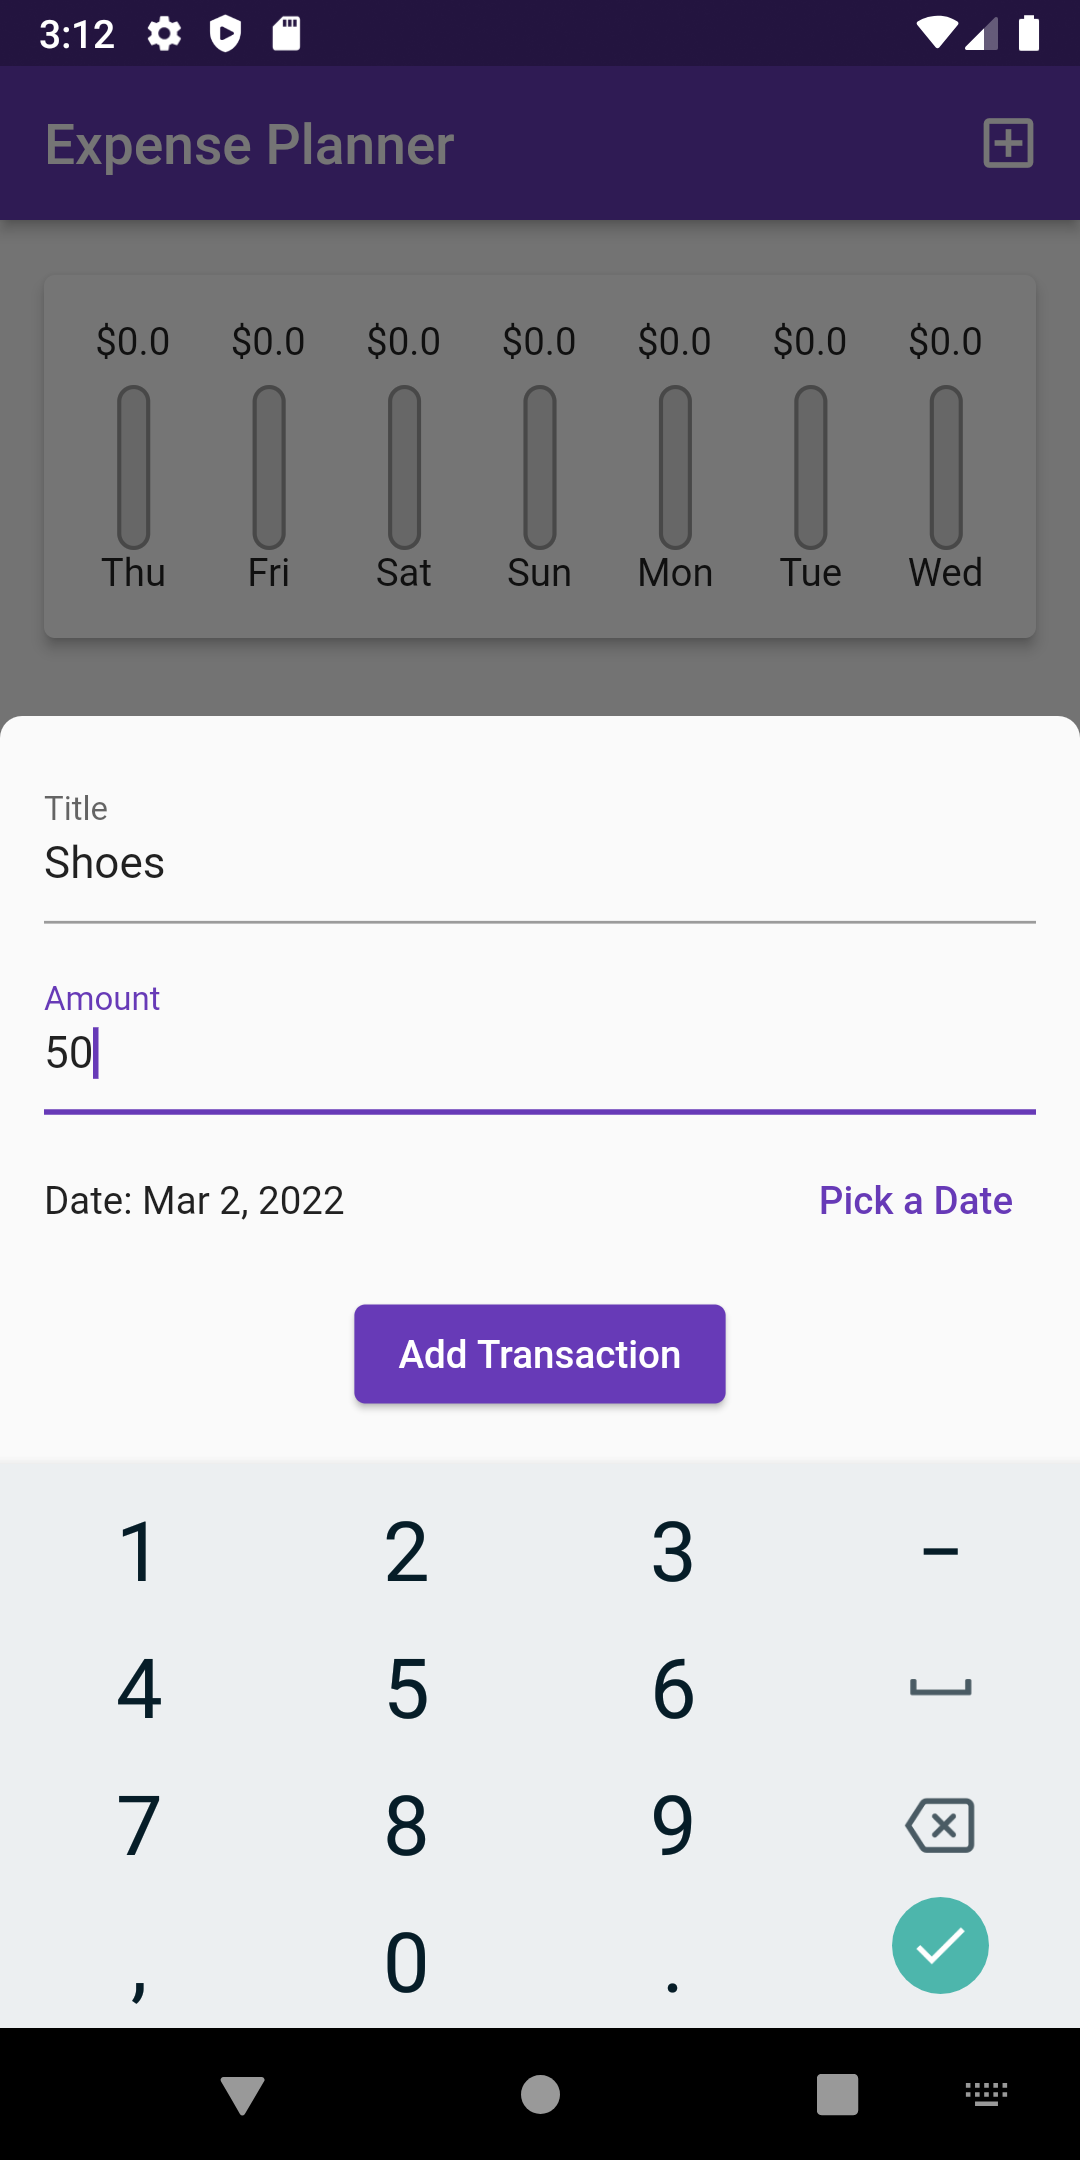 3:12
Expense Planner
$0.0 $0.0 $0.0 $0.0 $0.0 $0.0 $0.0
Thu Fri Sat Sun Mon Tue Wed
Title
Shoes
Amount
50
Date: Mar 2, 2022 Pick a Date
Add Transaction
1 2 3 –
4 5 6
7 8 9
, 0 .